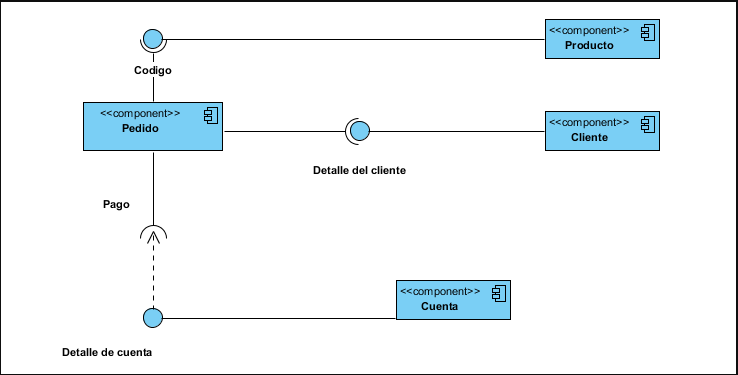 <<component>>
Producto
Codigo
<<component>>
Pedido
<<component>>
Cliente
Detalle del cliente
Pago
<<component>>
Cuenta
Detalle de cuenta